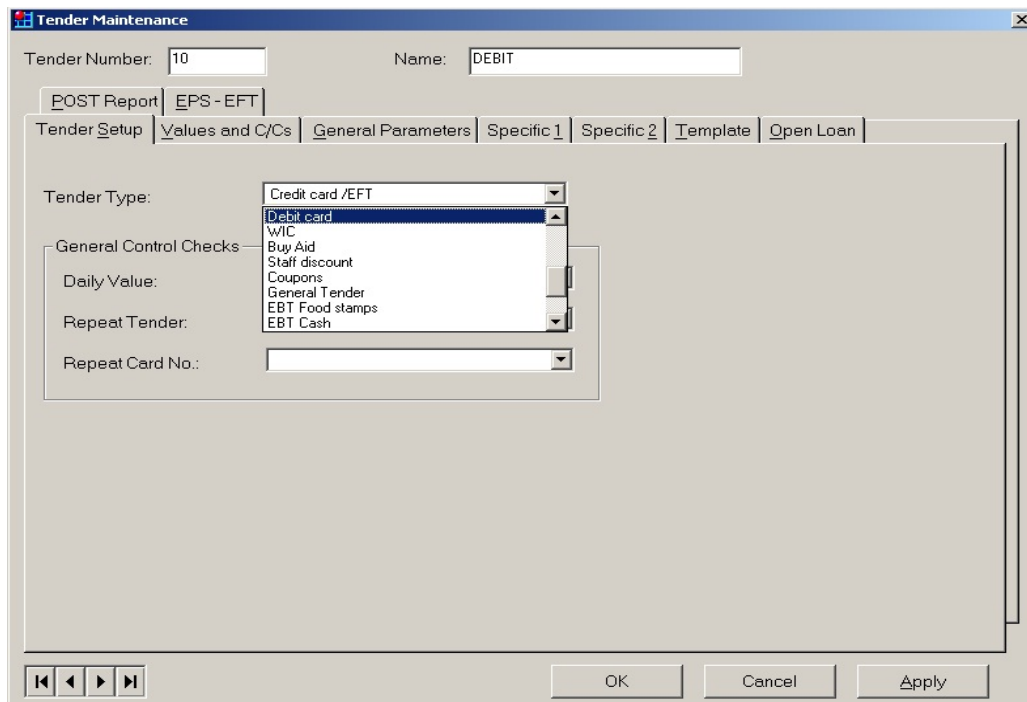 Tender Maintenance
Tender Number: 10 Name: DEBIT
POST Report EPS - EFT
Tender Setup Values and C/Cs General Parameters Specific 1 Specific 2 Template Open Loan
Tender Type: Credit card /EFT
Debit card
WIC
Buy Aid
Staff discount
Coupons
General Tender
EBT Food stamps
EBT Cash
General Control Checks
Daily Value:
Repeat Tender:
Repeat Card No.:
OK Cancel Apply